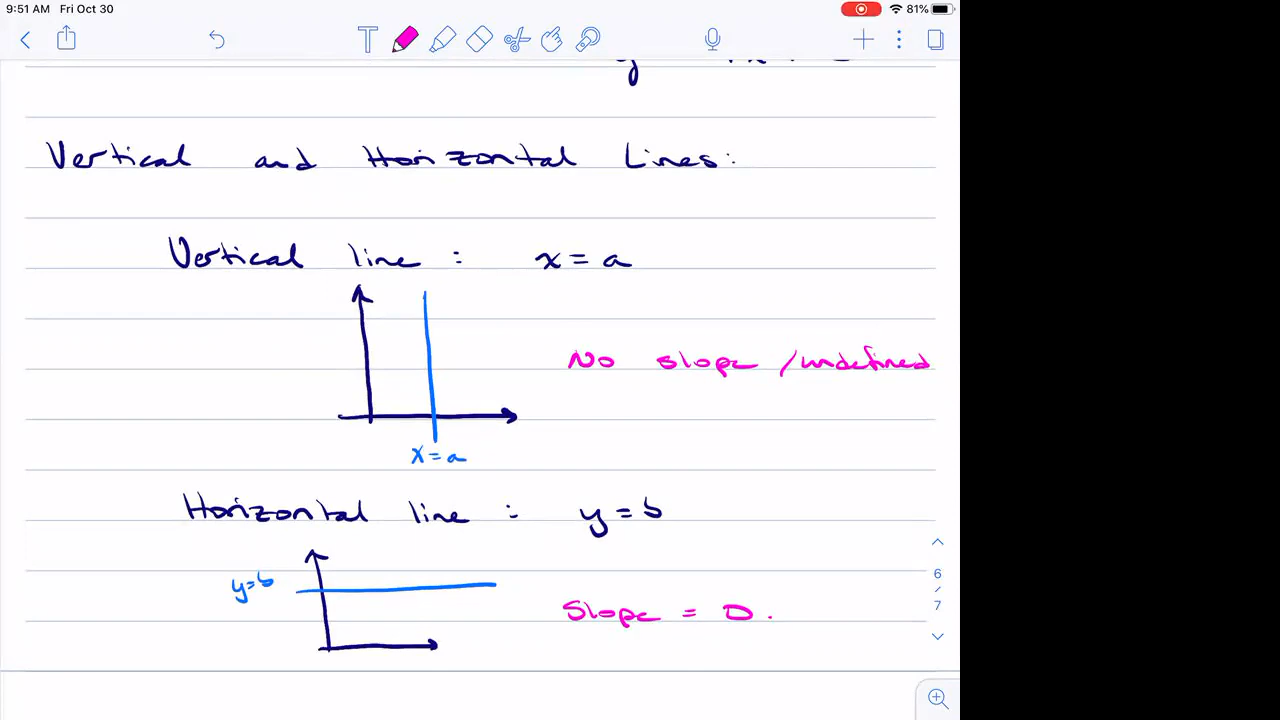 9:51 AM Fri Oct 30
81%
T
Vertical and Horizontal Lines:
Vertical line : x = a
No slope / undefined
x = a
Horizontal line : y = b
y = b
Slope = 0.
6
/
7